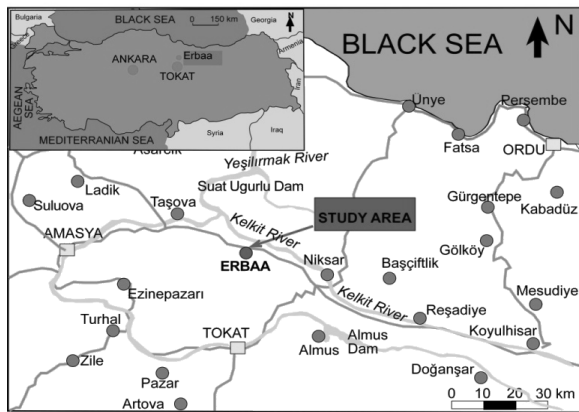 Bulgaria
BLACK SEA
0 150 km
Georgia
N
Greece
Armenia
ANKARA
Erbaa
TOKAT
Iran
AEGEAN
SEA
MEDITERRANIAN SEA
Syria
Iraq
BLACK SEA
N
Ünye
Perşembe
Fatsa
ORDU
Yeşilırmak River
Ladik
Suat Ugurlu Dam
Suluova
Taşova
Gürgentepe
Kabadüz
STUDY AREA
Kelkit River
AMASYA
ERBAA
Gölköy
Niksar
Başçiftlik
Ezinepazarı
Kelkit River
Mesudiye
Reşadiye
Turhal
TOKAT
Koyulhisar
Almus
Almus
Dam
Zile
Pazar
Doğanşar
Artova
0 10 20 30 km